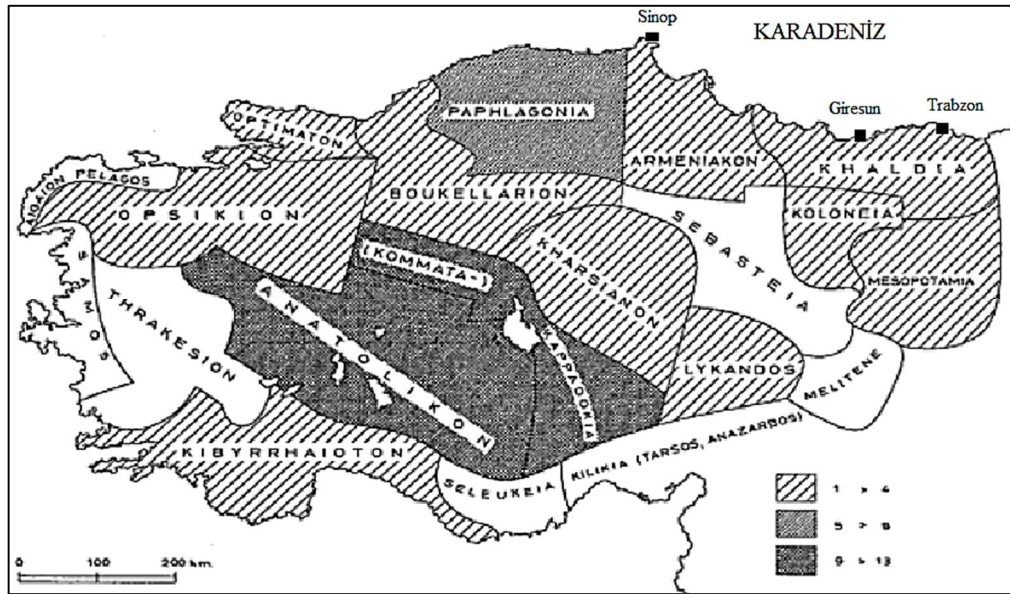 Sinop
KARADENİZ
Giresun
Trabzon
PAPHLAGONIA
OPTIMATON
ARMENIAKON
KHALDIA
AIGAION PELAGOS
BOUKELLARION
OPSIKION
KOLONEIA
SEBASTEIA
(KOMMATA-)
KHARSIANON
MESOPOTAMIA
SAMOS
THRAKESION
ANATOLIKON
KAPPADOKIA
LYKANDOS
MELITENE
KIBYRRHAIOTON
SELEUKEIA
KILIKIA (TARSOS, ANAZARBOS)
1 > 4
5 > 8
9 > 13
0 100 200 km.